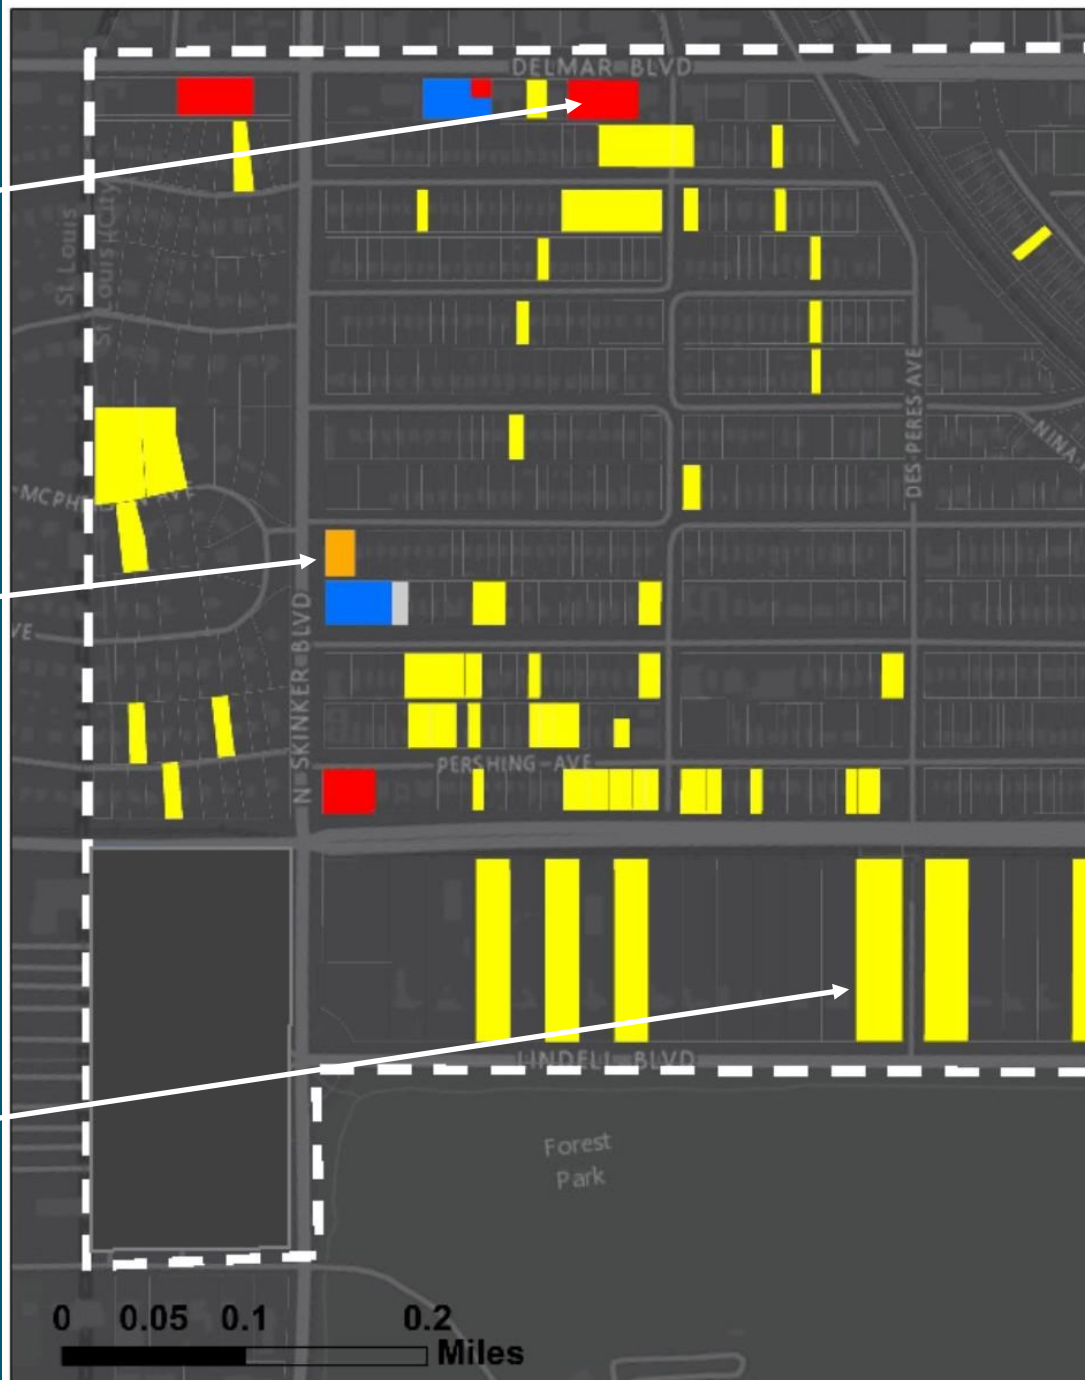 DELMAR BLVD
St. Louis
St. Louis (City)
DES PERES AVE
NINA
VE
N SKINKER BLVD
PERSHING AVE
LINDELL BLVD
Forest
Park
0 0.05 0.1 0.2
Miles